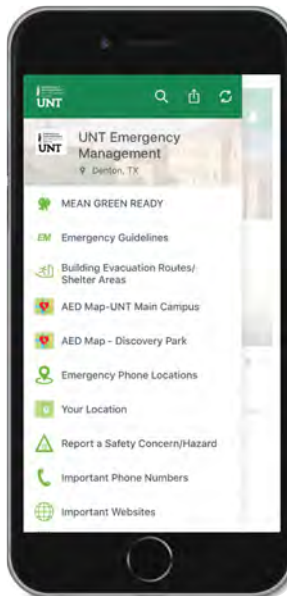 UNT
UNT
UNT Emergency
Management
Denton, TX
MEAN GREEN READY
EM
Emergency Guidelines
Building Evacuation Routes/
Shelter Areas
AED Map-UNT Main Campus
AED Map - Discovery Park
Emergency Phone Locations
Your Location
Report a Safety Concern/Hazard
Important Phone Numbers
Important Websites